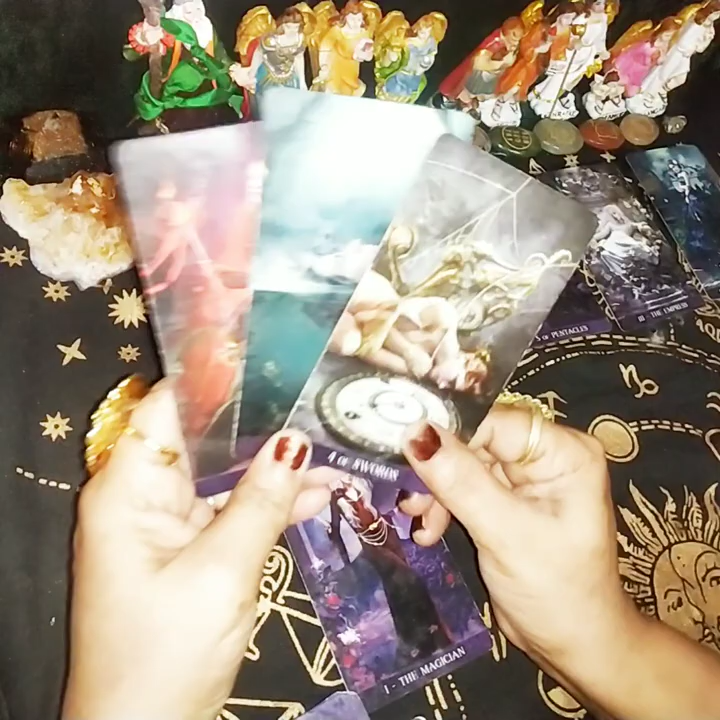 OF PENTACLES
III - THE EMPRESS
4 OF SWORDS
I - THE MAGICIAN